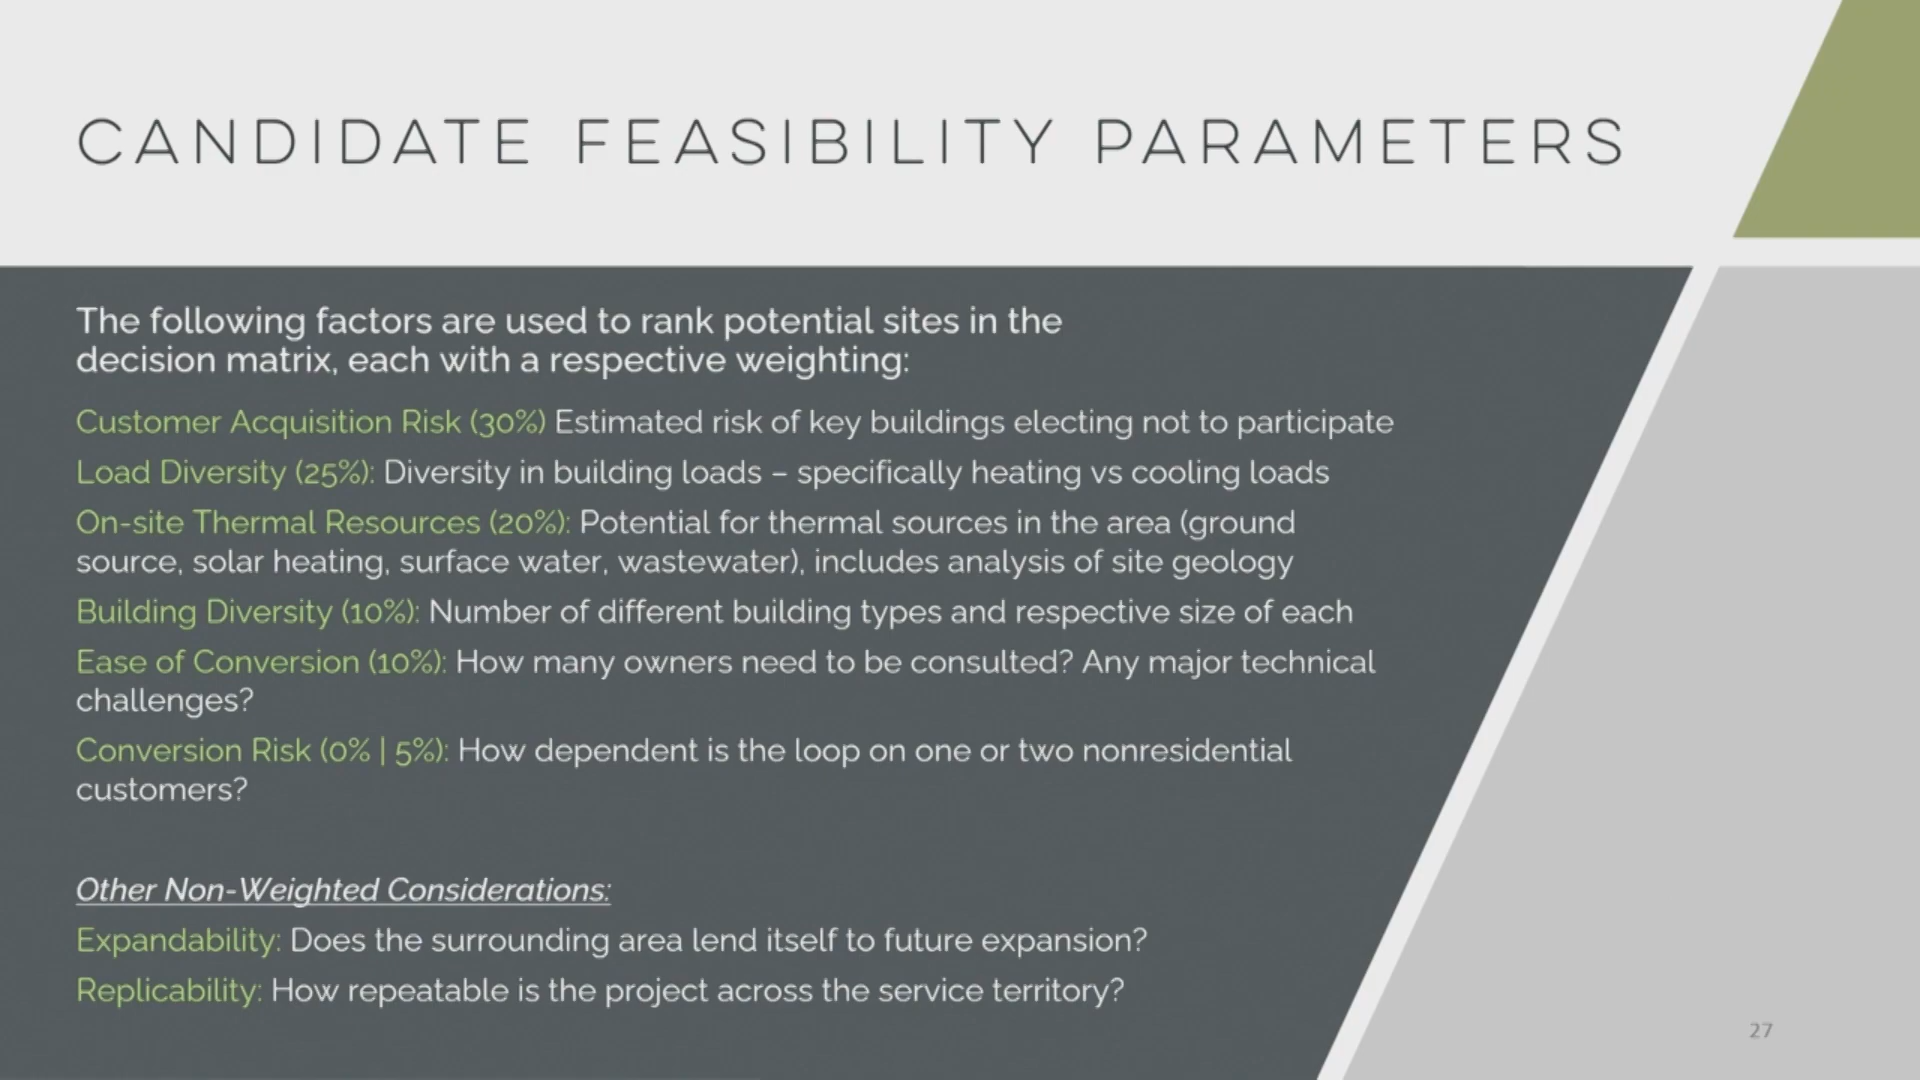 CANDIDATE FEASIBILITY PARAMETERS
The following factors are used to rank potential sites in the
decision matrix, each with a respective weighting:
Customer Acquisition Risk (30%) Estimated risk of key buildings electing not to participate
Load Diversity (25%): Diversity in building loads – specifically heating vs cooling loads
On-site Thermal Resources (20%): Potential for thermal sources in the area (ground
source, solar heating, surface water, wastewater), includes analysis of site geology
Building Diversity (10%): Number of different building types and respective size of each
Ease of Conversion (10%): How many owners need to be consulted? Any major technical
challenges?
Conversion Risk (0% | 5%): How dependent is the loop on one or two nonresidential
customers?
Other Non-Weighted Considerations:
Expandability: Does the surrounding area lend itself to future expansion?
Replicability: How repeatable is the project across the service territory?
27